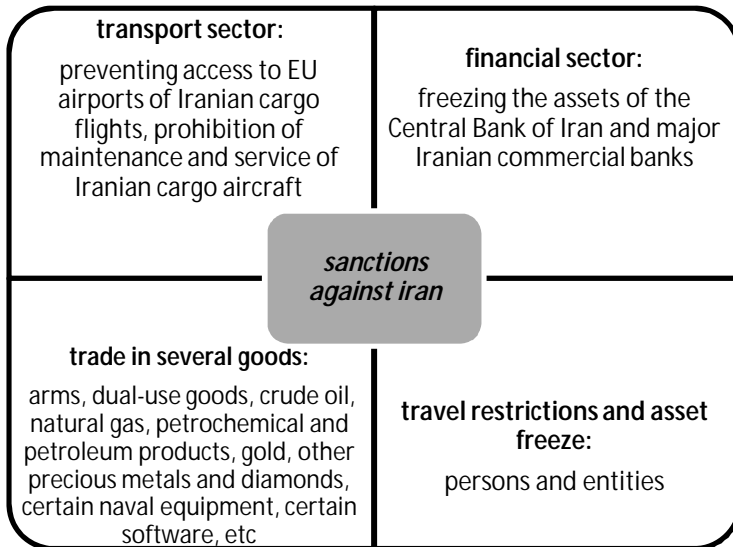 transport sector:
preventing access to EU
airports of Iranian cargo
flights, prohibition of
maintenance and service of
Iranian cargo aircraft
financial sector:
freezing the assets of the
Central Bank of Iran and major
Iranian commercial banks
sanctions
against iran
trade in several goods:
arms, dual-use goods, crude oil,
natural gas, petrochemical and
petroleum products, gold, other
precious metals and diamonds,
certain naval equipment, certain
software, etc
travel restrictions and asset
freeze:
persons and entities